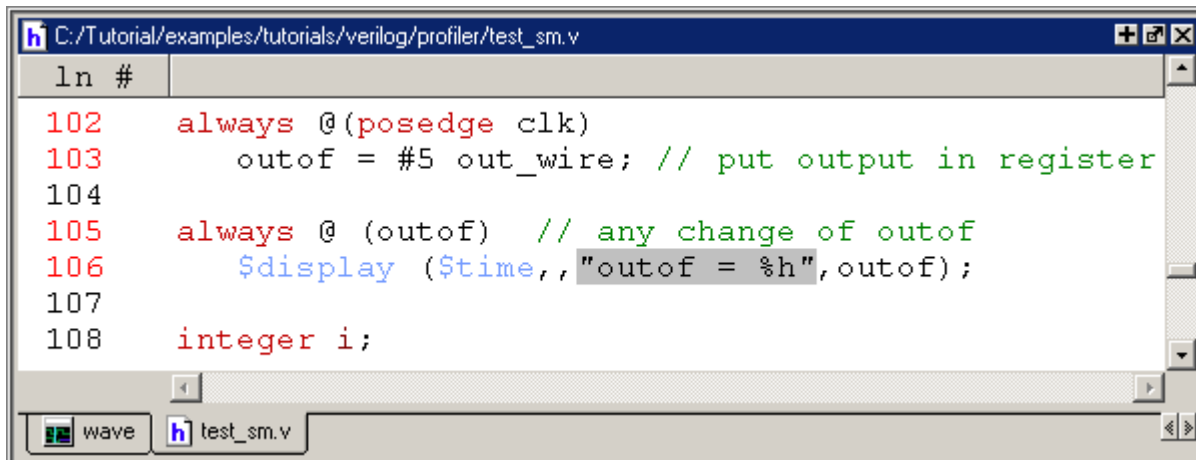 C:/Tutorial/examples/tutorials/verilog/profiler/test_sm.v
ln #
102 always @(posedge clk)
103 outof = #5 out_wire; // put output in register
104
105 always @ (outof) // any change of outof
106 $display ($time,,"outof = %h",outof);
107
108 integer i;
wave test_sm.v